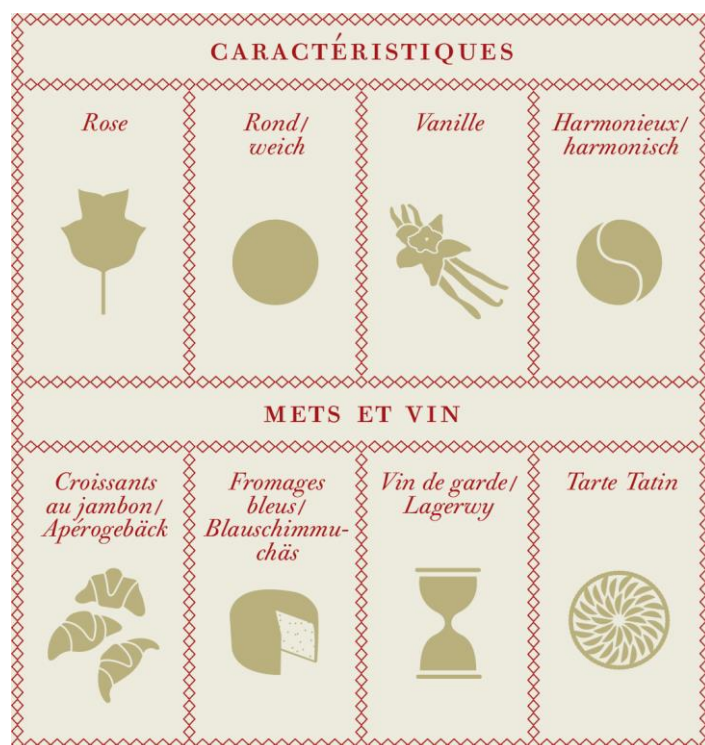 CARACTÉRISTIQUES
Rose
Rond/
weich
Vanille
Harmonieux/
harmonisch
METS ET VIN
Croissants
au jambon/
Apérogebäck
Fromages
bleus/
Blauschimmu-
chäs
Vin de garde/
Lagerwy
Tarte Tatin